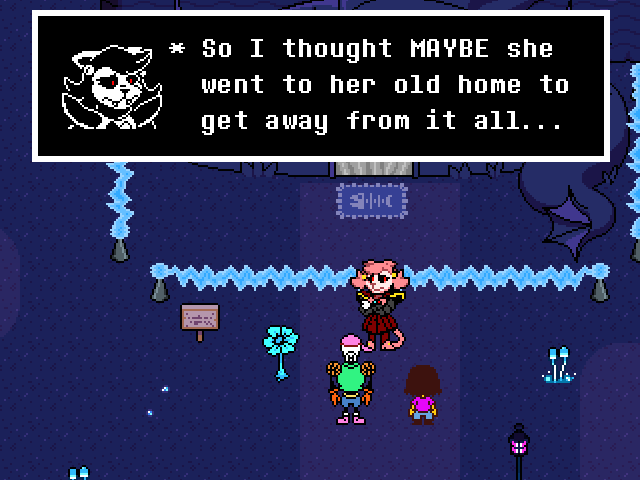 * So I thought MAYBE she
went to her old home to
get away from it all...